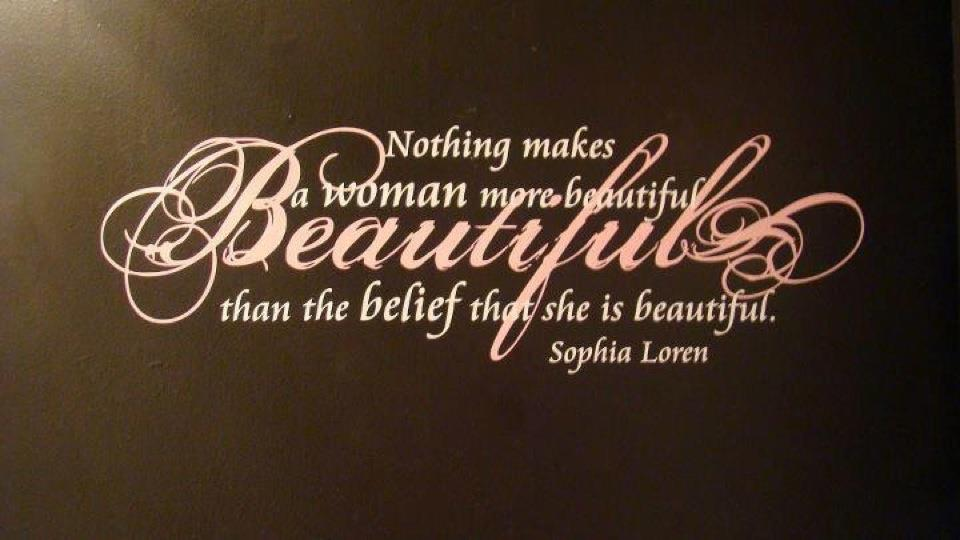 Nothing makes
a woman more beautiful
Beautiful
than the belief that she is beautiful.
Sophia Loren